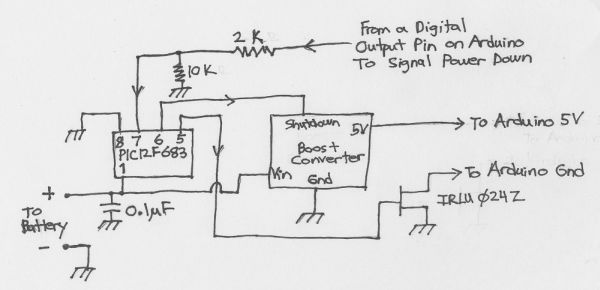 From a Digital
Output Pin on Arduino
To Signal Power Down
2K
10K
Shutdown
5V
Boost
Converter
Vin
Gnd
8 7 6 5
PIC12F683
1
To Arduino 5V
To Arduino Gnd
IRLU Ø24Z
+
To
Battery
-
0.1µF